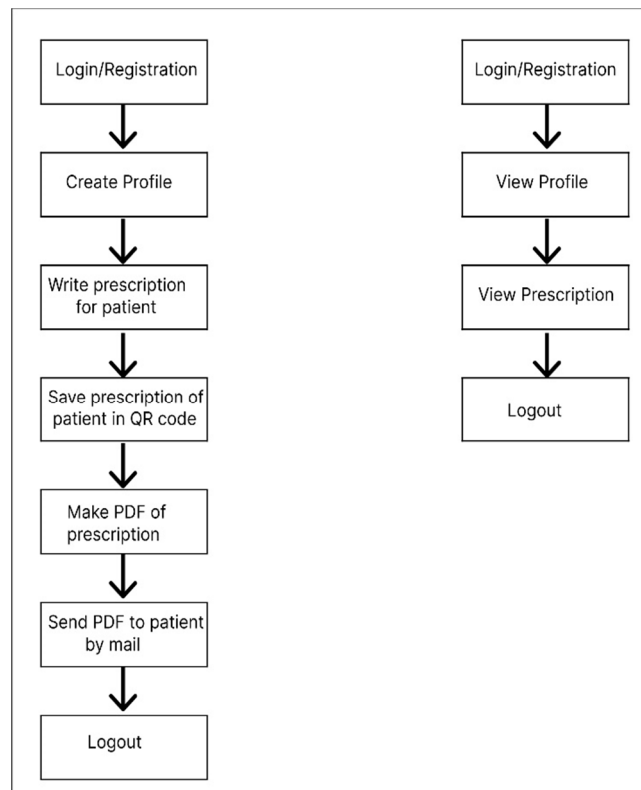 Login/Registration
Create Profile
Write prescription
for patient
Save prescription of
patient in QR code
Make PDF of
prescription
Send PDF to patient
by mail
Logout
Login/Registration
View Profile
View Prescription
Logout